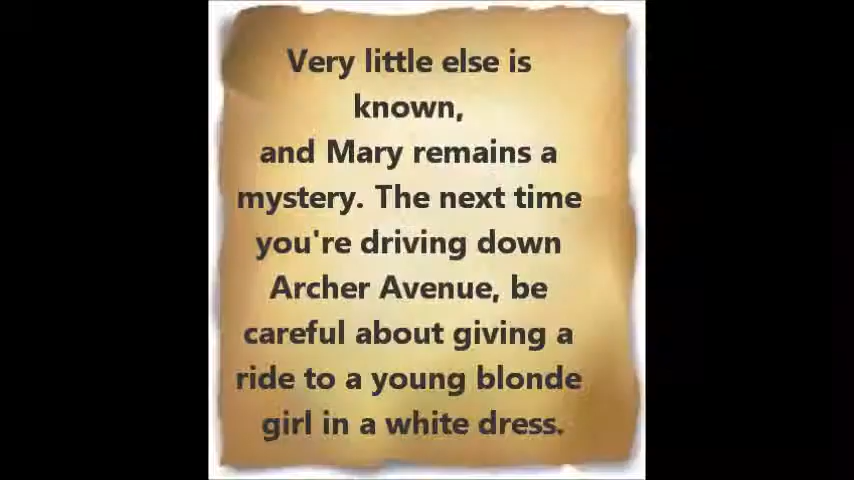 Very little else is
known,
and Mary remains a
mystery. The next time
you're driving down
Archer Avenue, be
careful about giving a
ride to a young blonde
girl in a white dress.